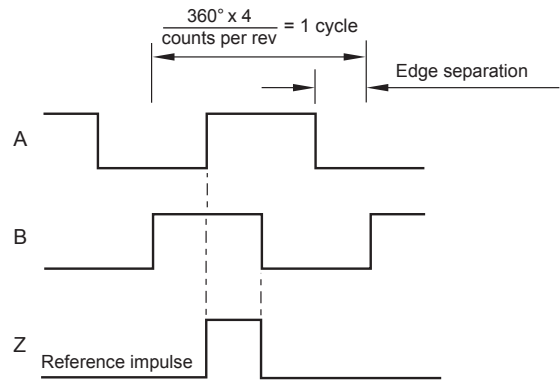 360° x 4
counts per rev
= 1 cycle
Edge separation
A
B
Z
Reference impulse